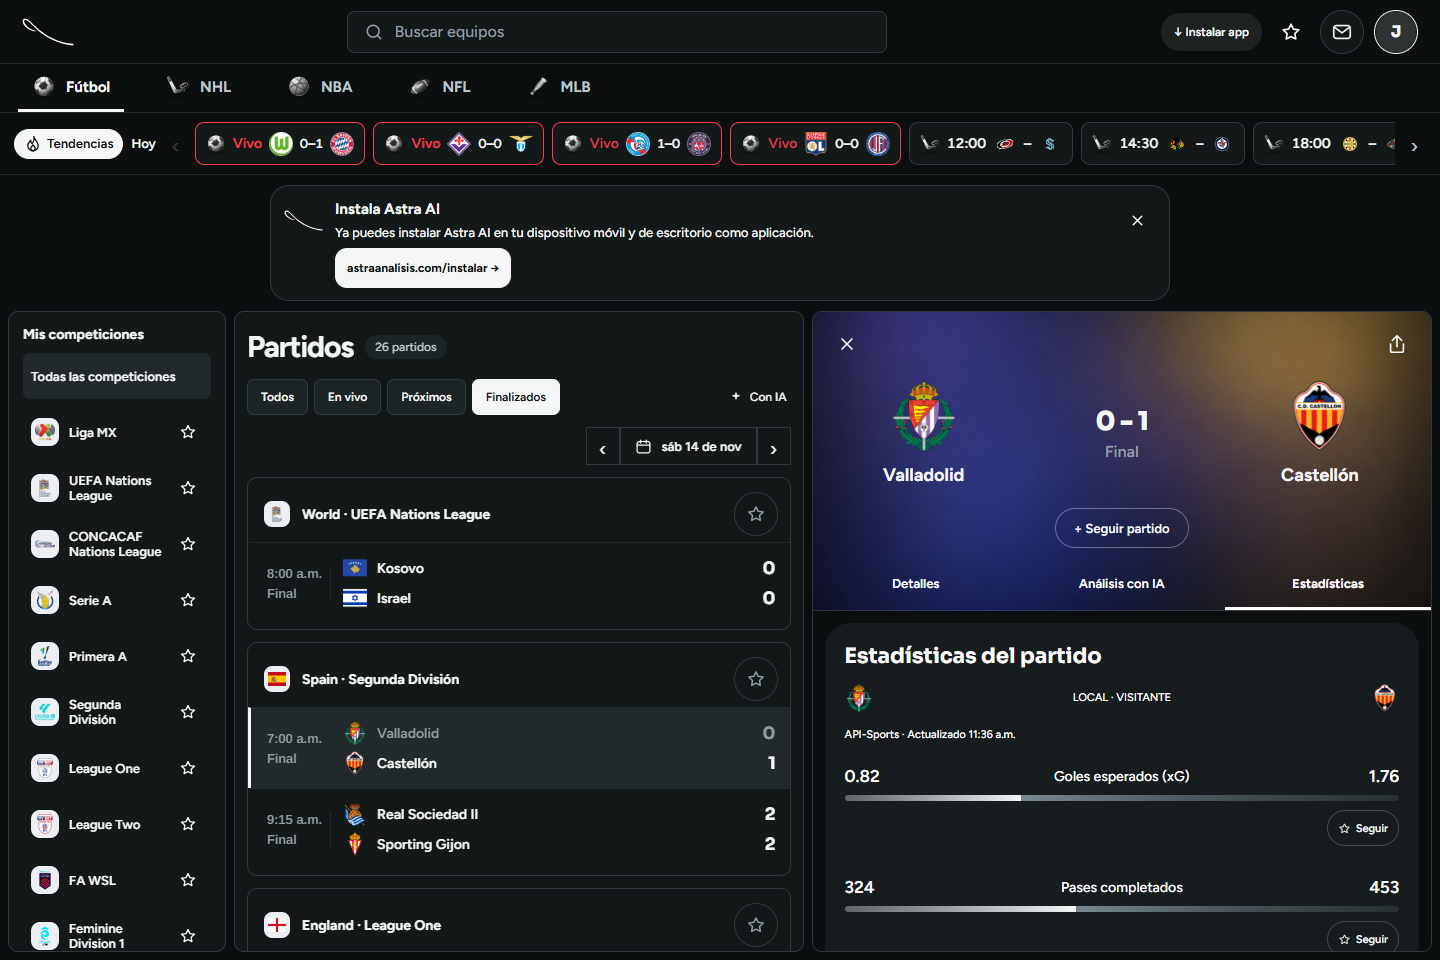 Buscar equipos
↓ Instalar app
J
Fútbol
NHL
NBA
NFL
MLB
Tendencias
Hoy
‹
Vivo 0–1
Vivo 0–0
Vivo 1–0
Vivo 0–0
12:00 –
14:30 –
18:00 –
›
Instala Astra AI
Ya puedes instalar Astra AI en tu dispositivo móvil y de escritorio como aplicación.
astraanalisis.com/instalar →
Mis competiciones
Todas las competiciones
Liga MX
UEFA Nations
League
CONCACAF
Nations League
Serie A
Primera A
Segunda
División
League One
League Two
FA WSL
Feminine
Division 1
Partidos
26 partidos
Todos
En vivo
Próximos
Finalizados
Con IA
‹
sáb 14 de nov
›
World · UEFA Nations League
8:00 a.m.
Final
Kosovo 0
Israel 0
Spain · Segunda División
7:00 a.m.
Final
Valladolid 0
Castellón 1
9:15 a.m.
Final
Real Sociedad II 2
Sporting Gijon 2
England · League One
0 - 1
Final
Valladolid
Castellón
+ Seguir partido
Detalles
Análisis con IA
Estadísticas
Estadísticas del partido
LOCAL · VISITANTE
API-Sports · Actualizado 11:36 a.m.
0.82 Goles esperados (xG) 1.76
Seguir
324 Pases completados 453
Seguir